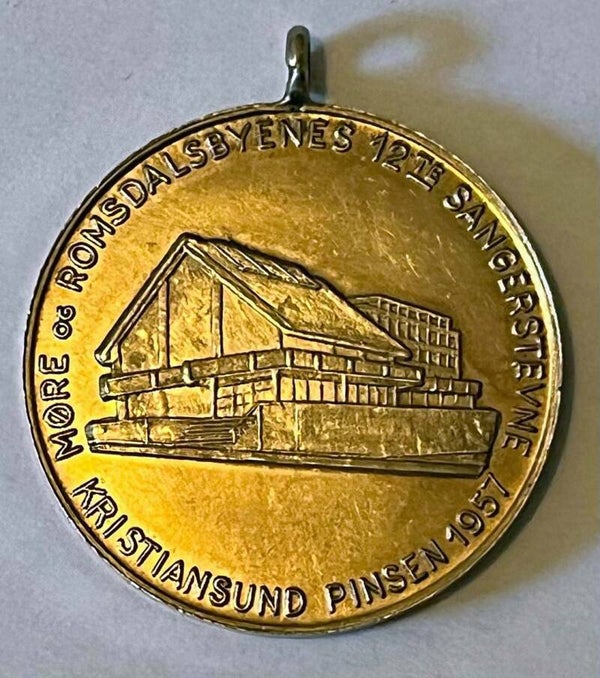 MØRE OG ROMSDALSBYENES 12TE SANGERSTEVNE
KRISTIANSUND PINSEN 1957